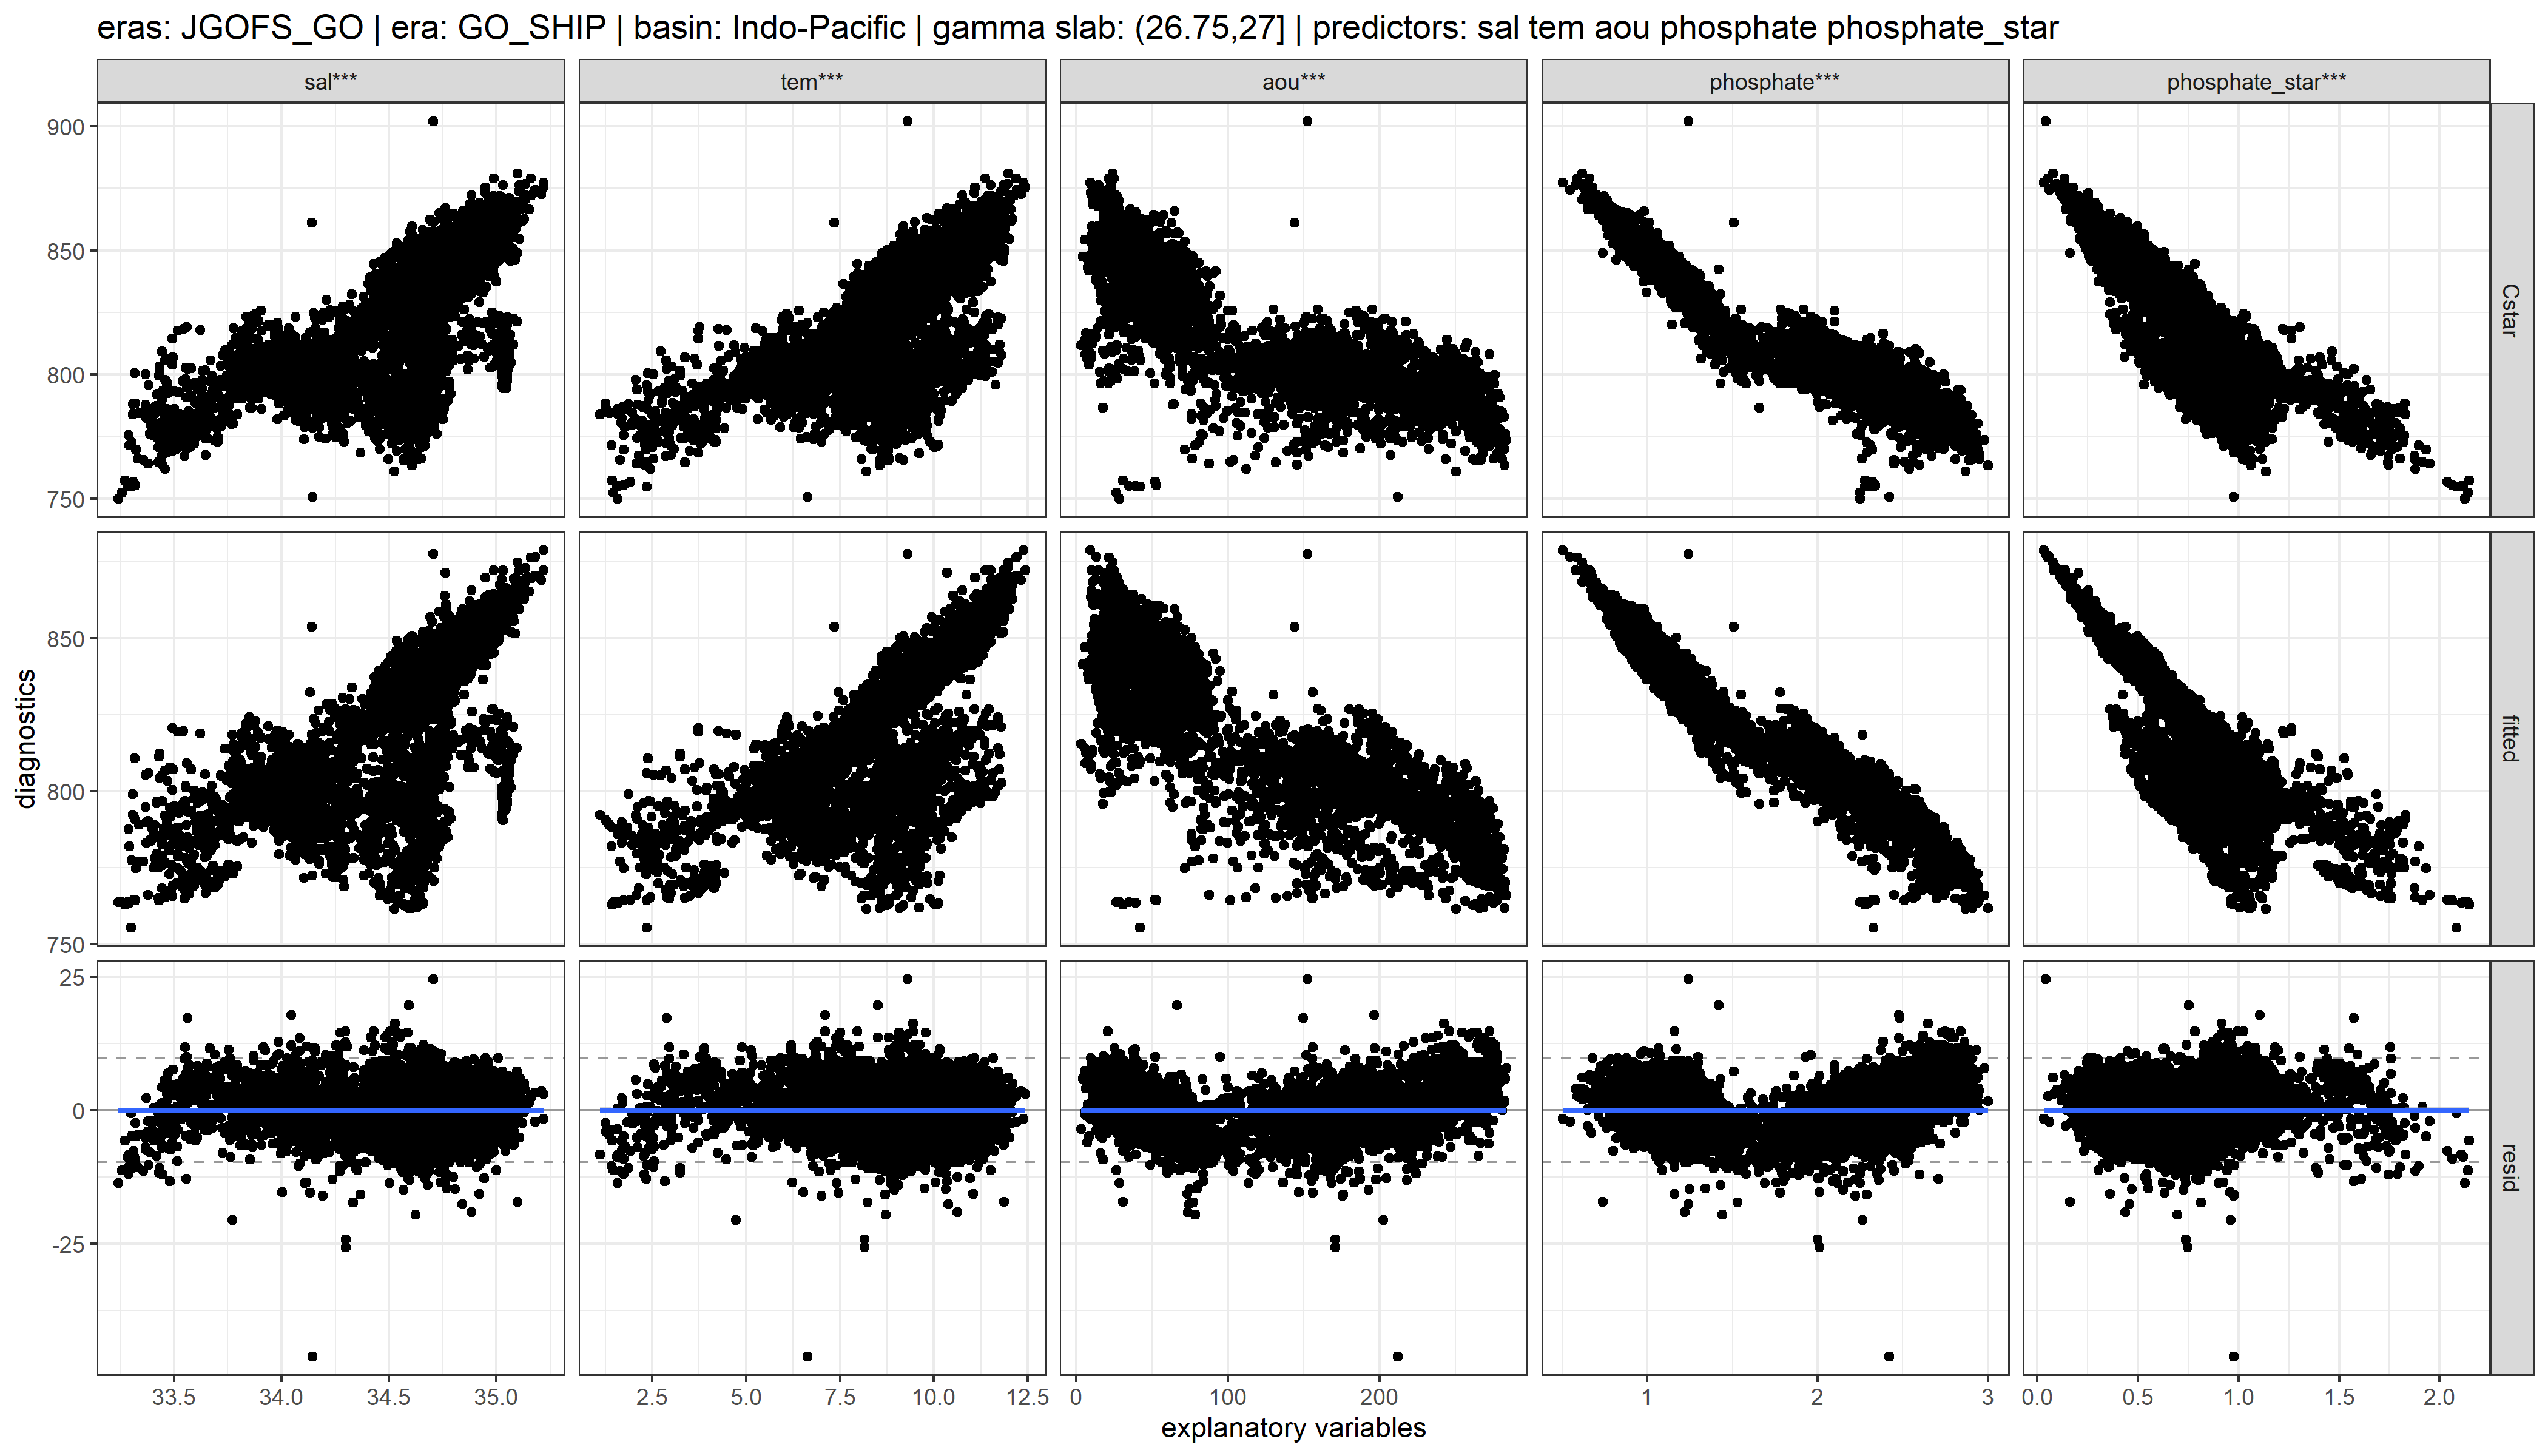 eras: JGOFS_GO | era: GO_SHIP | basin: Indo-Pacific | gamma slab: (26.75,27] | predictors: sal tem aou phosphate phosphate_star
sal*** tem*** aou*** phosphate*** phosphate_star***
900
850
800
750
Cstar
diagnostics
850
800
750
fitted
25
0
-25
resid
33.5 34.0 34.5 35.0 2.5 5.0 7.5 10.0 12.5 0 100 200 1 2 3 0.0 0.5 1.0 1.5 2.0
explanatory variables